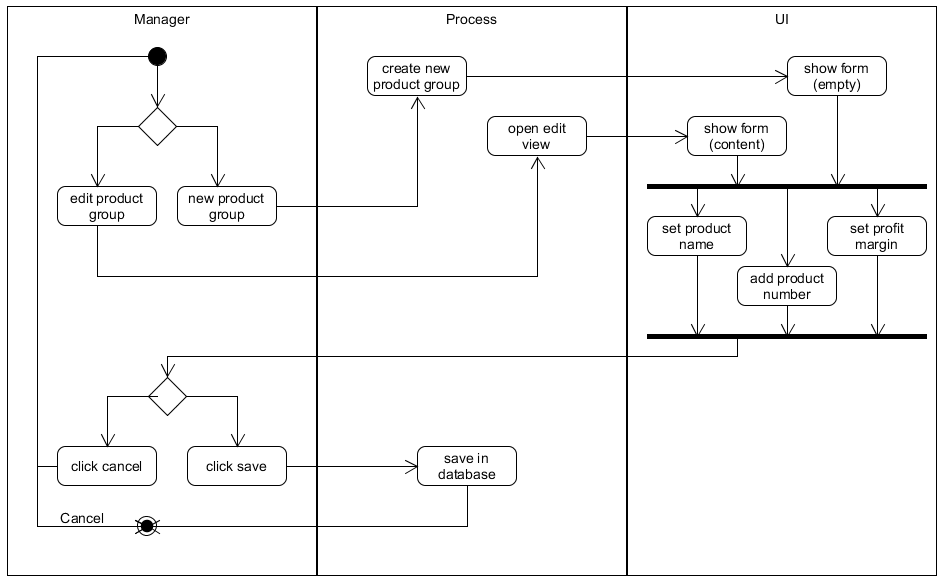 Manager
Process
UI
create new
product group
show form
(empty)
open edit
view
show form
(content)
edit product
group
new product
group
set product
name
set profit
margin
add product
number
click cancel
click save
save in
database
Cancel